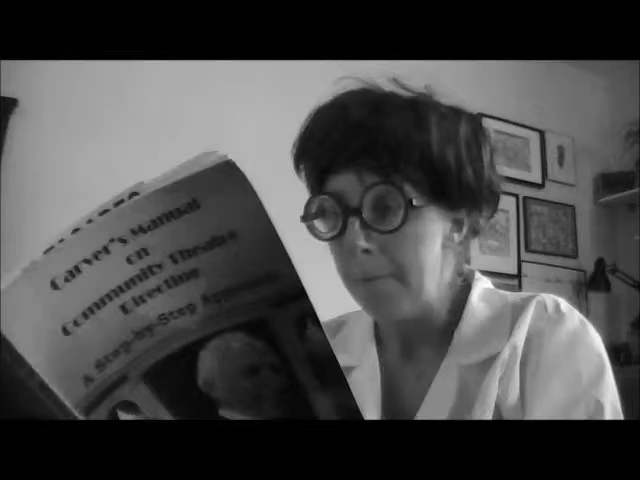 Carver's Manual
on
Community Theatre
Directing
A Step-by-Step Approach